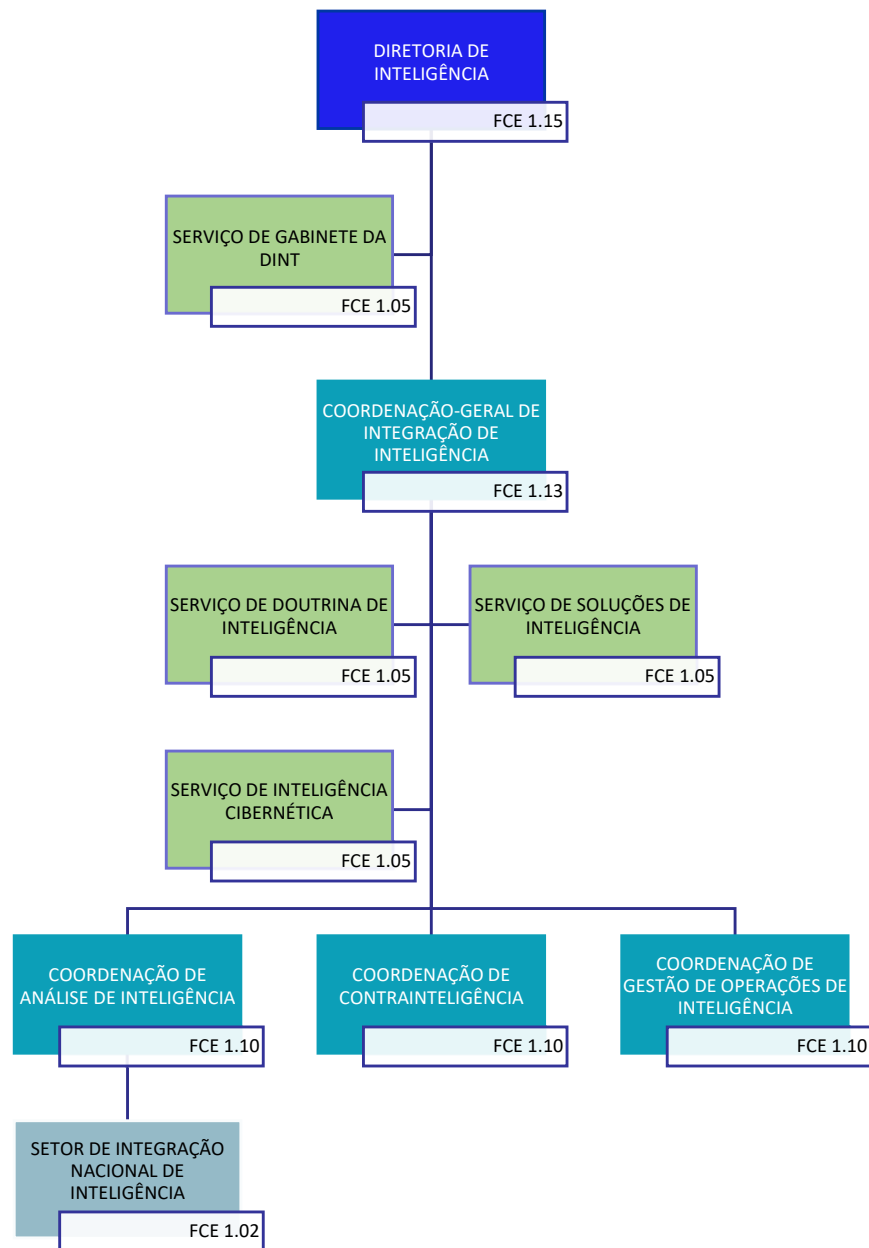 DIRETORIA DE
INTELIGÊNCIA
FCE 1.15
SERVIÇO DE GABINETE DA
DINT
FCE 1.05
COORDENAÇÃO-GERAL DE
INTEGRAÇÃO DE
INTELIGÊNCIA
FCE 1.13
SERVIÇO DE DOUTRINA DE
INTELIGÊNCIA
FCE 1.05
SERVIÇO DE SOLUÇÕES DE
INTELIGÊNCIA
FCE 1.05
SERVIÇO DE INTELIGÊNCIA
CIBERNÉTICA
FCE 1.05
COORDENAÇÃO DE
ANÁLISE DE INTELIGÊNCIA
FCE 1.10
COORDENAÇÃO DE
CONTRAINTELIGÊNCIA
FCE 1.10
COORDENAÇÃO DE
GESTÃO DE OPERAÇÕES DE
INTELIGÊNCIA
FCE 1.10
SETOR DE INTEGRAÇÃO
NACIONAL DE
INTELIGÊNCIA
FCE 1.02